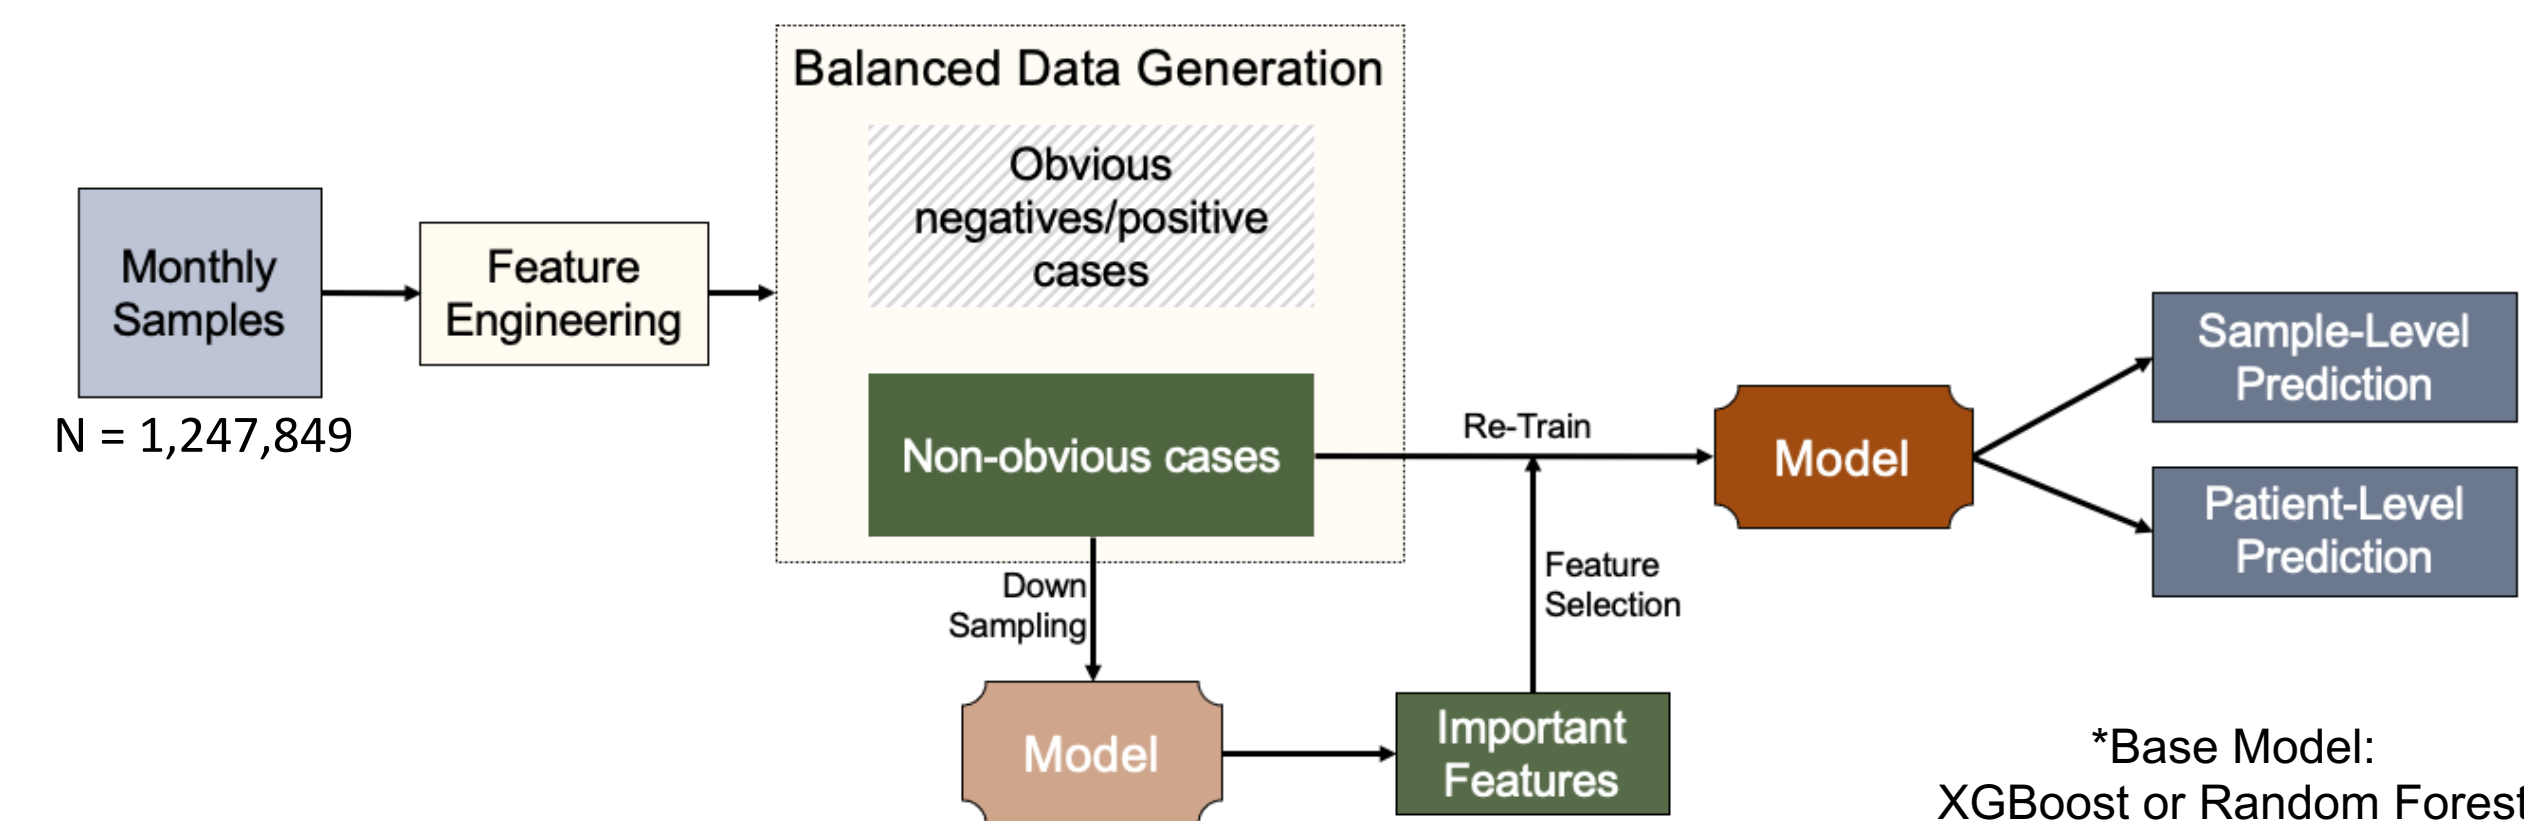 Balanced Data Generation
Obvious
negatives/positive
cases
Monthly
Samples
N = 1,247,849
Feature
Engineering
Non-obvious cases
Re-Train
Model
Sample-Level
Prediction
Patient-Level
Prediction
Down
Sampling
Feature
Selection
Model
Important
Features
*Base Model:
XGBoost or Random Forest